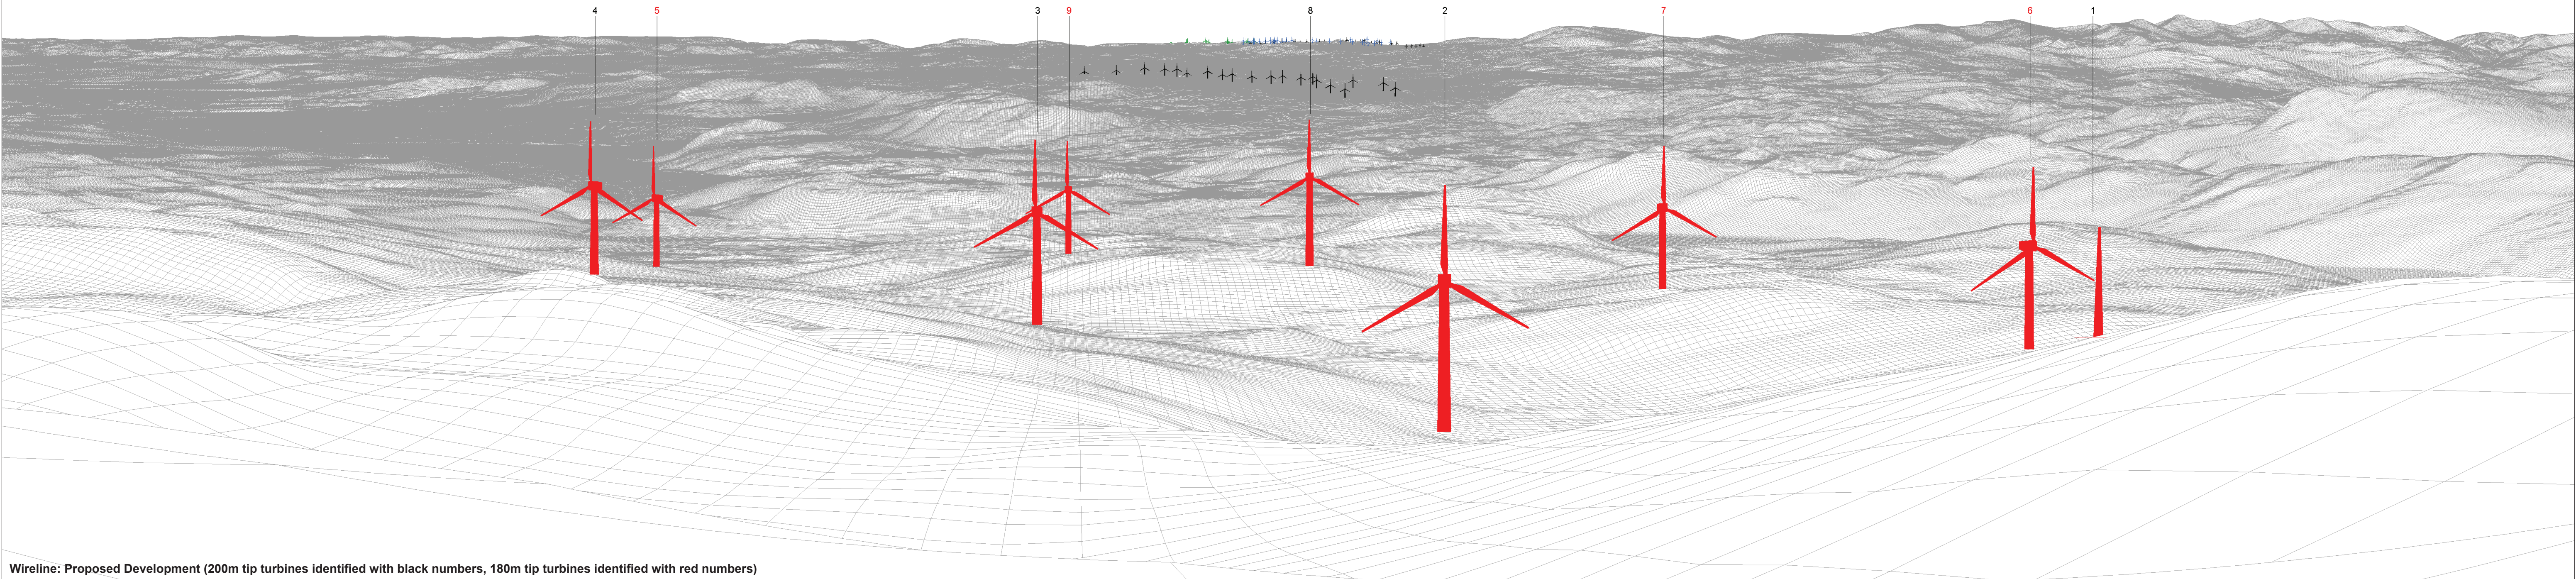 4 5 3 9 8 2 7 6 1
Wireline: Proposed Development (200m tip turbines identified with black numbers, 180m tip turbines identified with red numbers)